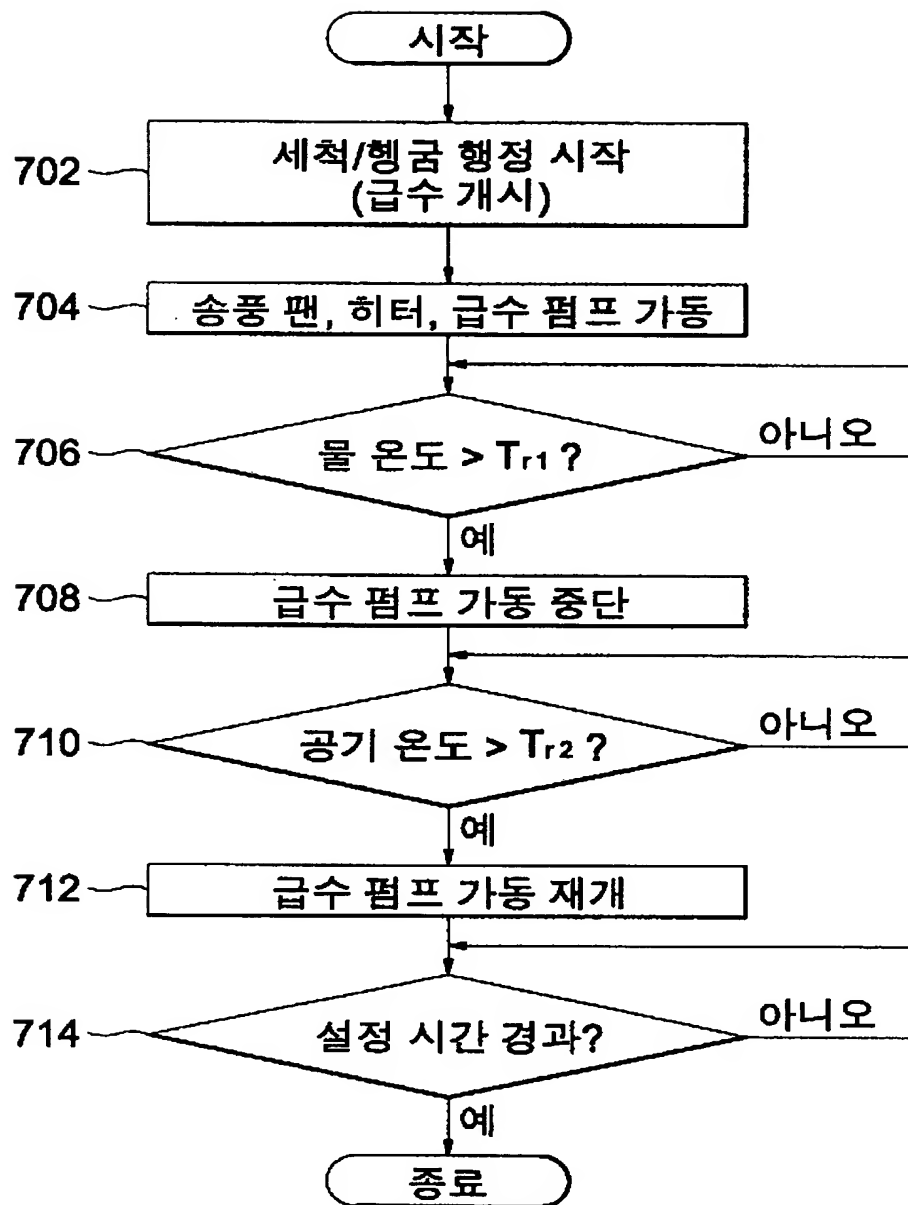 시작
702
세척/헹굼 행정 시작
(급수 개시)
704
송풍 팬, 히터, 급수 펌프 가동
706
물 온도 > Tr1 ?
아니오
예
708
급수 펌프 가동 중단
710
공기 온도 > Tr2 ?
아니오
예
712
급수 펌프 가동 재개
714
설정 시간 경과?
아니오
예
종료